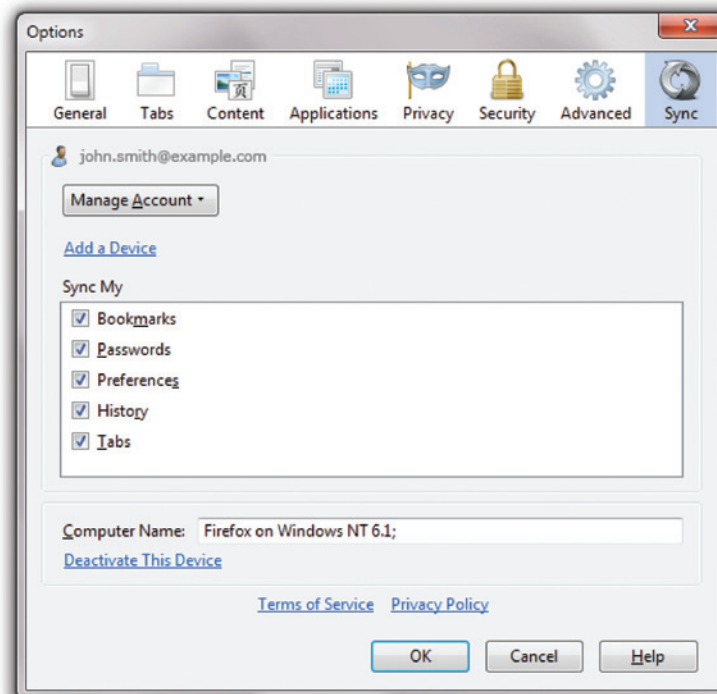 Options
General Tabs Content Applications Privacy Security Advanced Sync
john.smith@example.com
Manage Account
Add a Device
Sync My
Bookmarks
Passwords
Preferences
History
Tabs
Computer Name: Firefox on Windows NT 6.1;
Deactivate This Device
Terms of Service Privacy Policy
OK Cancel Help